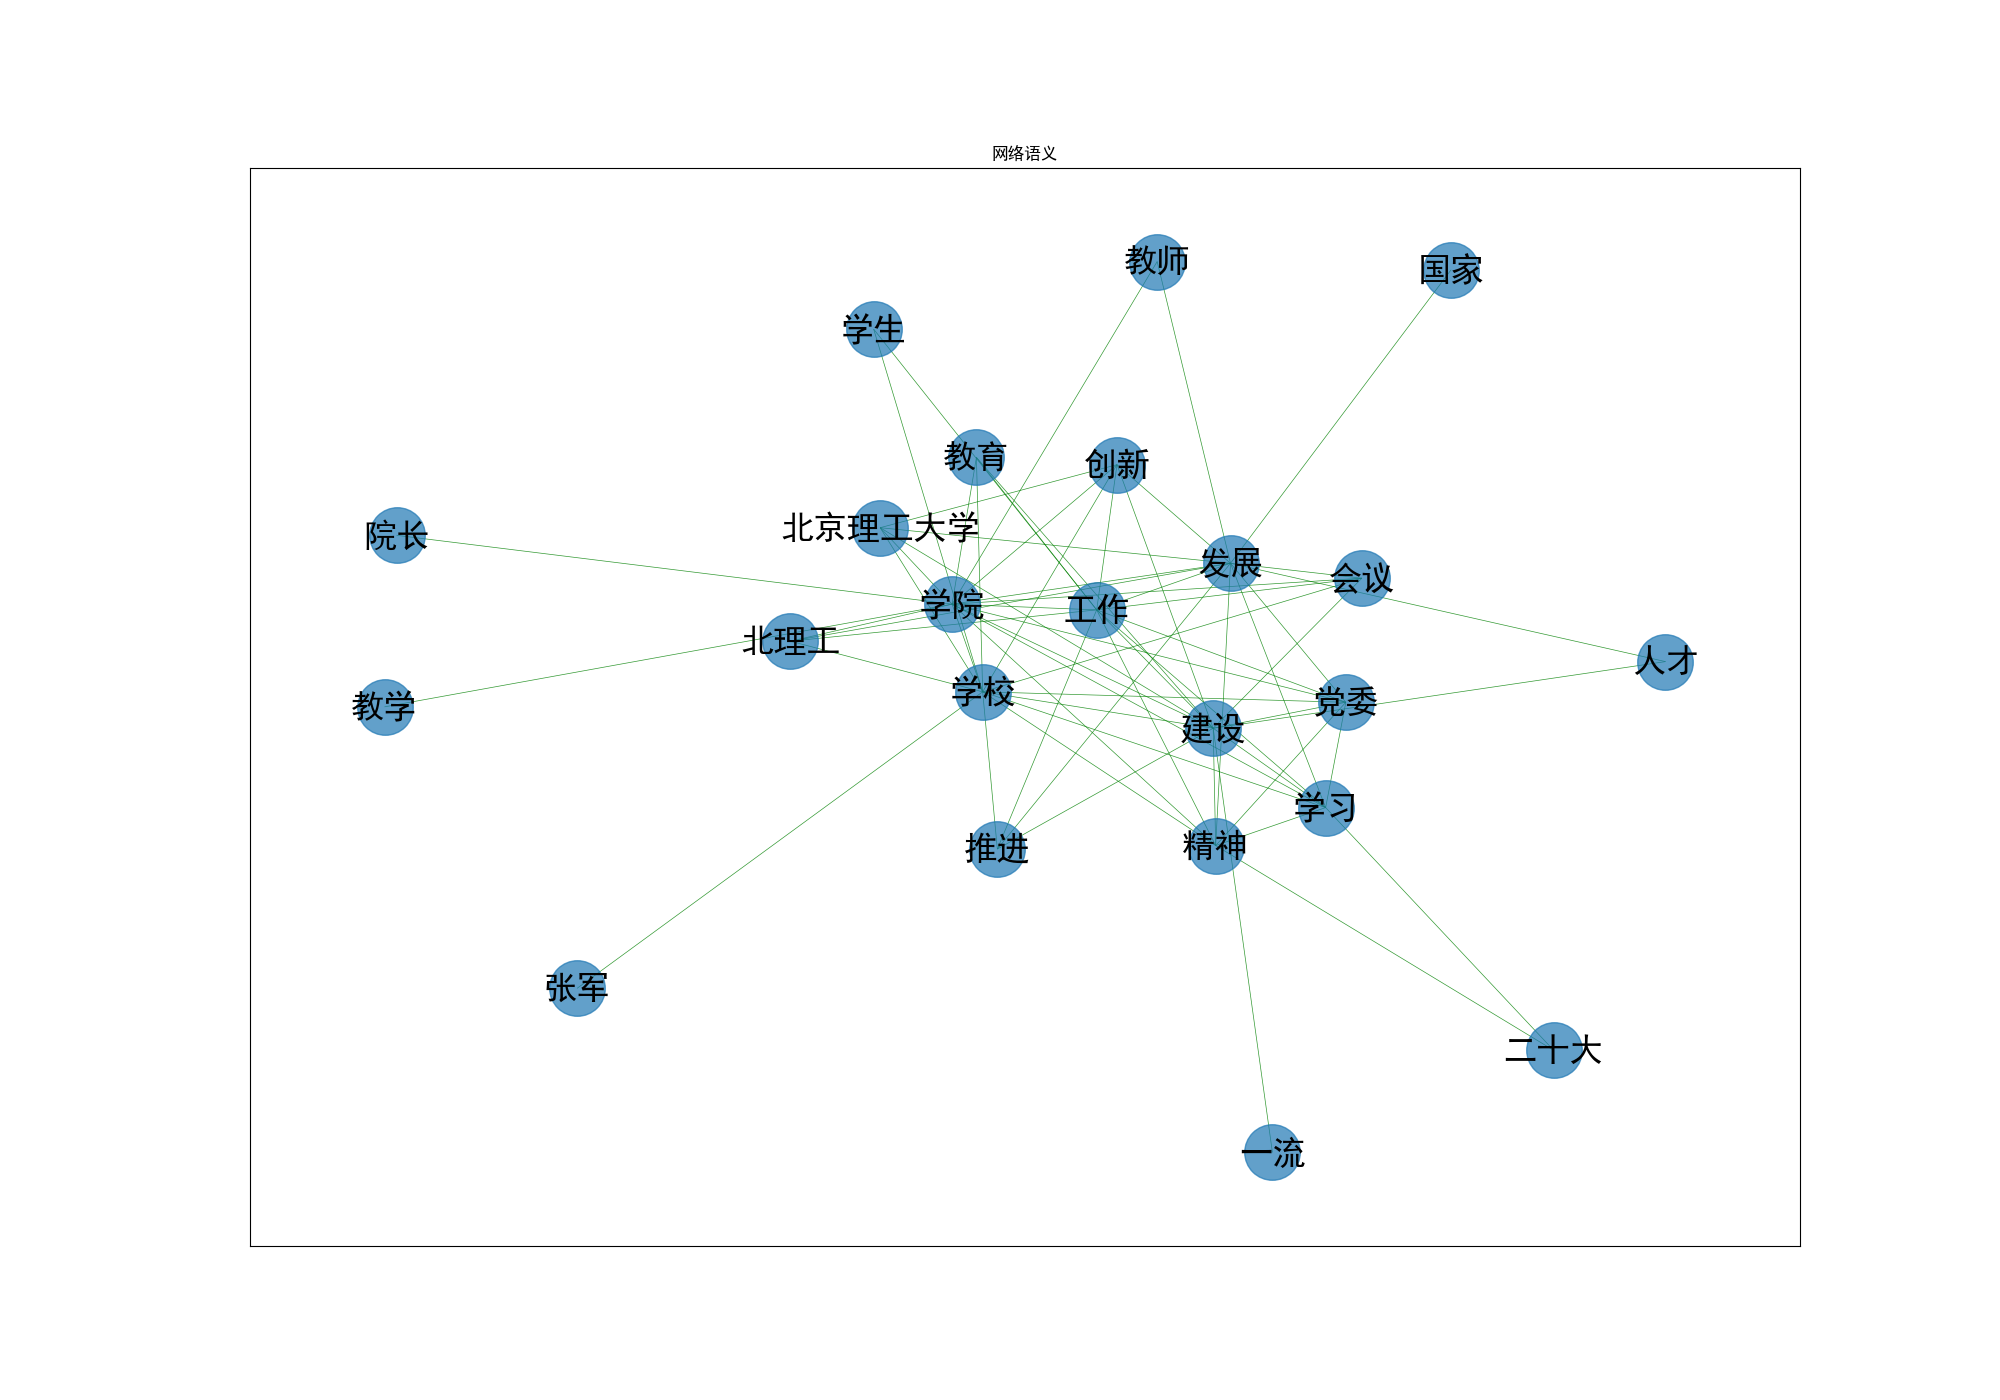 网络语义
教师
国家
学生
教育
创新
北京理工大学
院长
发展
会议
学院
工作
北理工
人才
学校
党委
教学
建设
学习
精神
推进
张军
二十大
一流